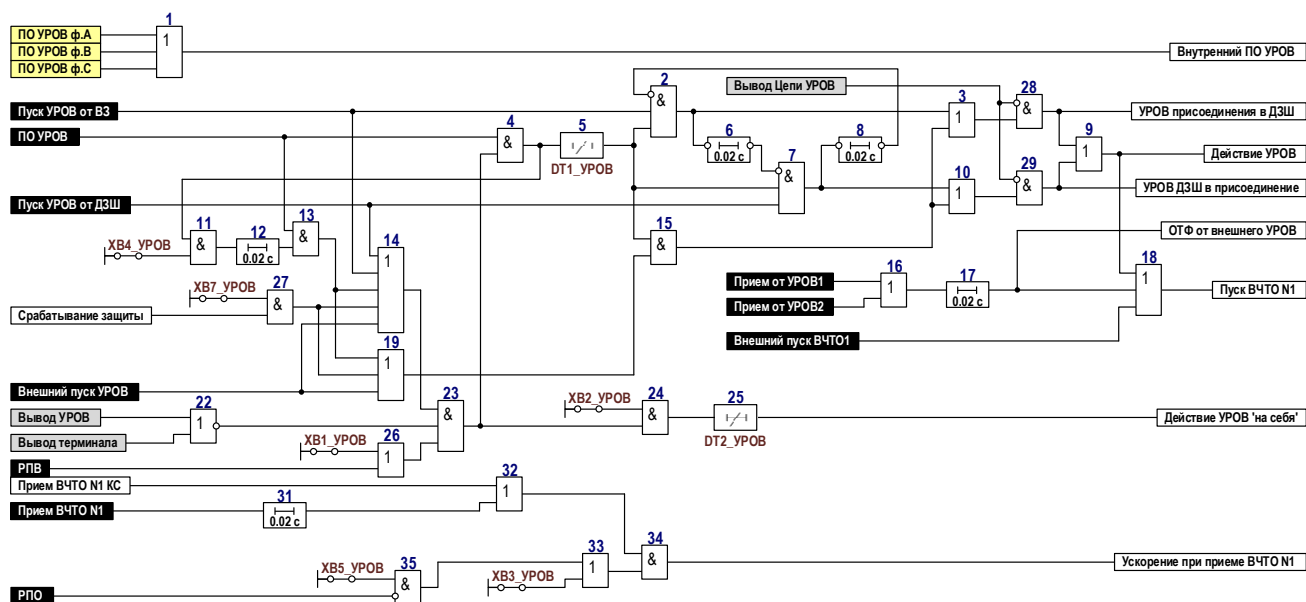 1
ПО УРОВ ф.А
1
ПО УРОВ ф.В
Внутренний ПО УРОВ
ПО УРОВ ф.С
2
Вывод Цепи УРОВ
28
&
3
&
Пуск УРОВ от ВЗ
УРОВ присоединения в ДЗШ
ПО УРОВ
4
5
6
8
1
9
&
0.02 с
0.02 с
1
Действие УРОВ
DT1_УРОВ
7
10
29
&
&
УРОВ ДЗШ в присоединение
Пуск УРОВ от ДЗШ
1
11
12
13
15
ОТФ от внешнего УРОВ
XB4_УРОВ
&
0.02 с
&
14
&
1
16
17
18
XB7_УРОВ
27
&
Прием от УРОВ1
1
0.02 с
1
Пуск ВЧТО N1
Прием от УРОВ2
Срабатывание защиты
19
Внешний пуск ВЧТО1
1
Внешний пуск УРОВ
22
23
XB2_УРОВ
24
25
Вывод УРОВ
1
&
&
Действие УРОВ 'на себя'
Вывод терминала
XB1_УРОВ
26
DT2_УРОВ
РПВ
1
32
Прием ВЧТО N1 КС
1
Прием ВЧТО N1
31
0.02 с
33
34
XB5_УРОВ
35
&
XB3_УРОВ
1
&
Ускорение при приеме ВЧТО N1
РПО